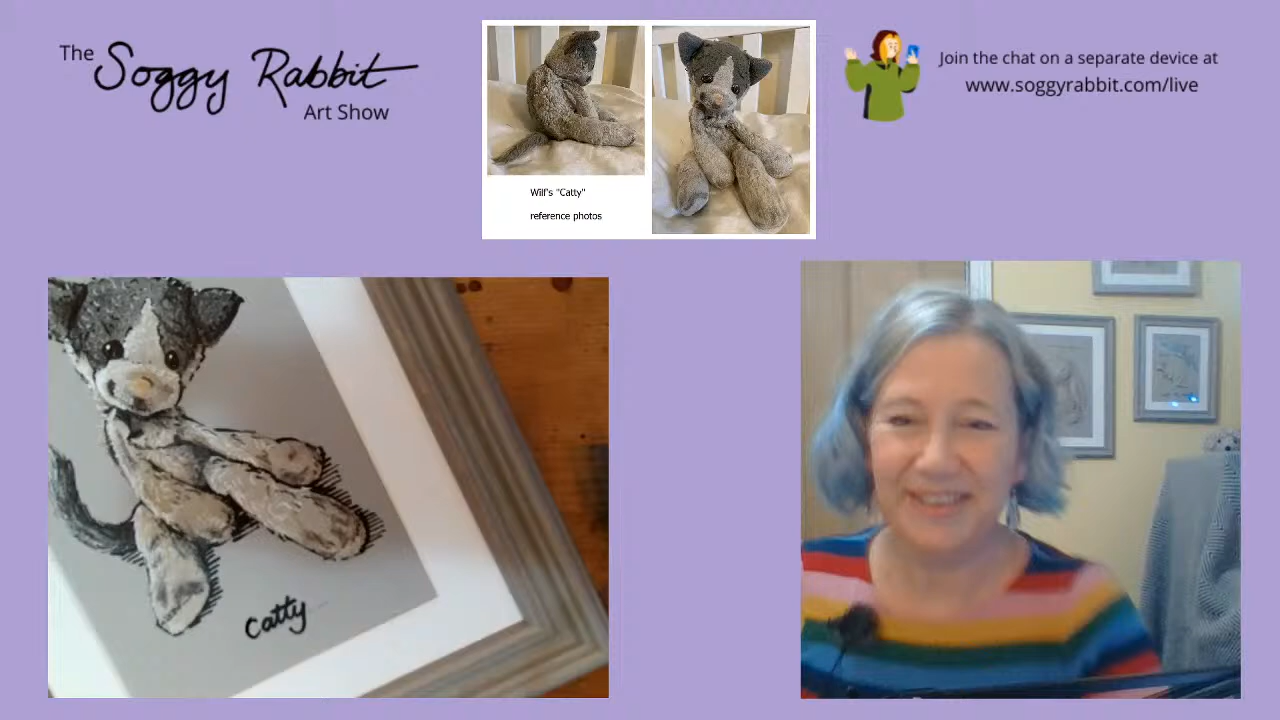 The
Soggy Rabbit
Art Show
Wilf's "Catty"
reference photos
Join the chat on a separate device at
www.soggyrabbit.com/live
Catty